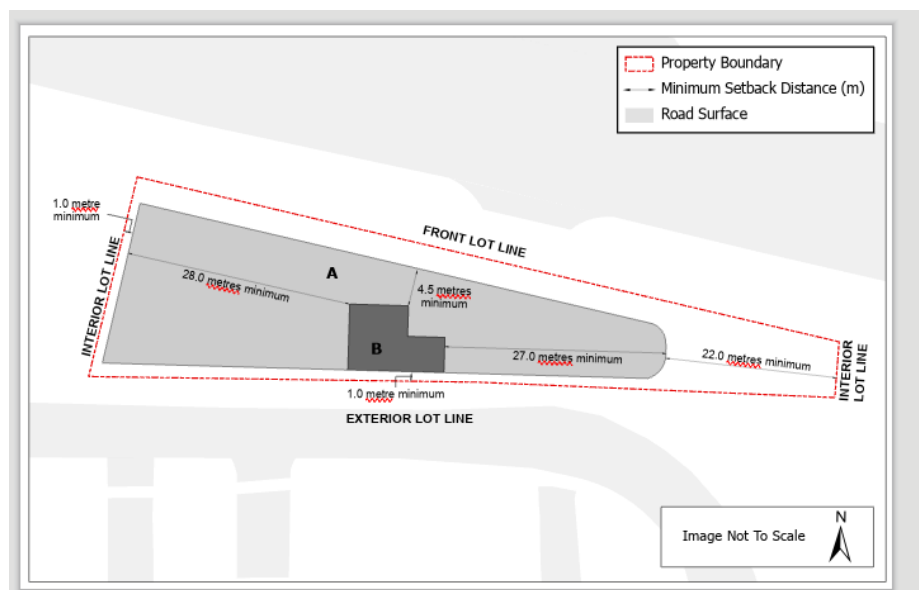 Property Boundary
Minimum Setback Distance (m)
Road Surface
1.0 metre
minimum
FRONT LOT LINE
INTERIOR LOT LINE
A
28.0 metres minimum
4.5 metres
minimum
B
27.0 metres minimum
22.0 metres minimum
INTERIOR
LOT LINE
1.0 metre minimum
EXTERIOR LOT LINE
N
Image Not To Scale